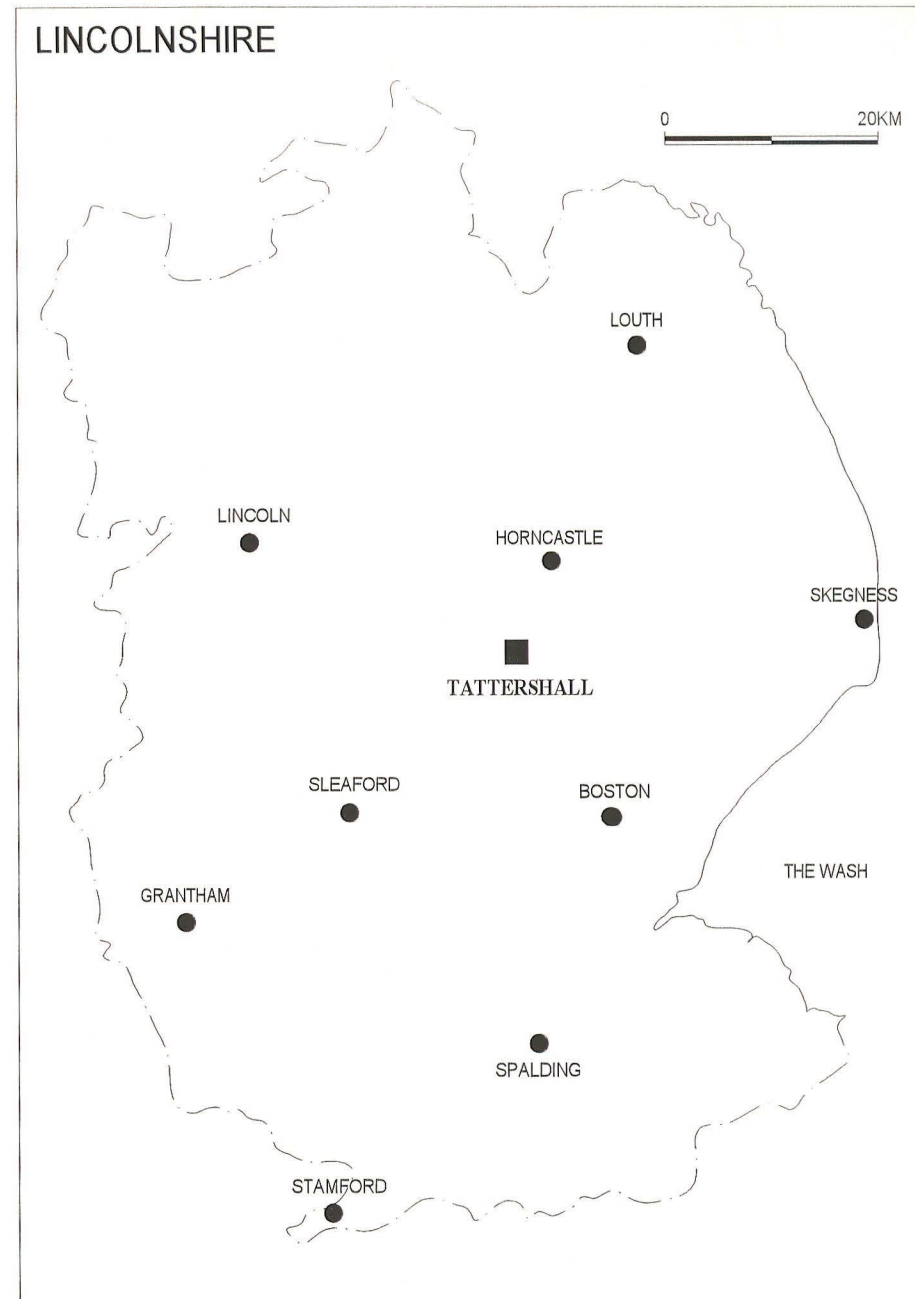 LINCOLNSHIRE
0 20KM
LOUTH
LINCOLN
HORNCASTLE
SKEGNESS
TATTERSHALL
SLEAFORD
BOSTON
THE WASH
GRANTHAM
SPALDING
STAMFORD